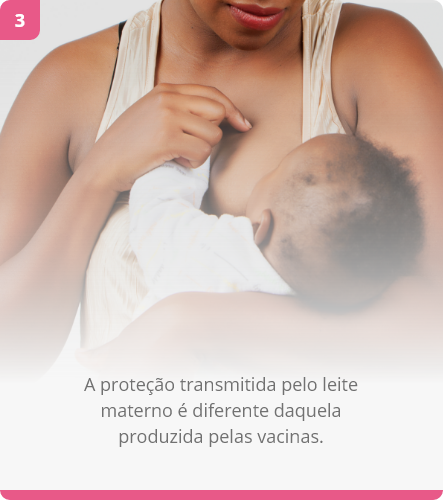 3
A proteção transmitida pelo leite
materno é diferente daquela
produzida pelas vacinas.